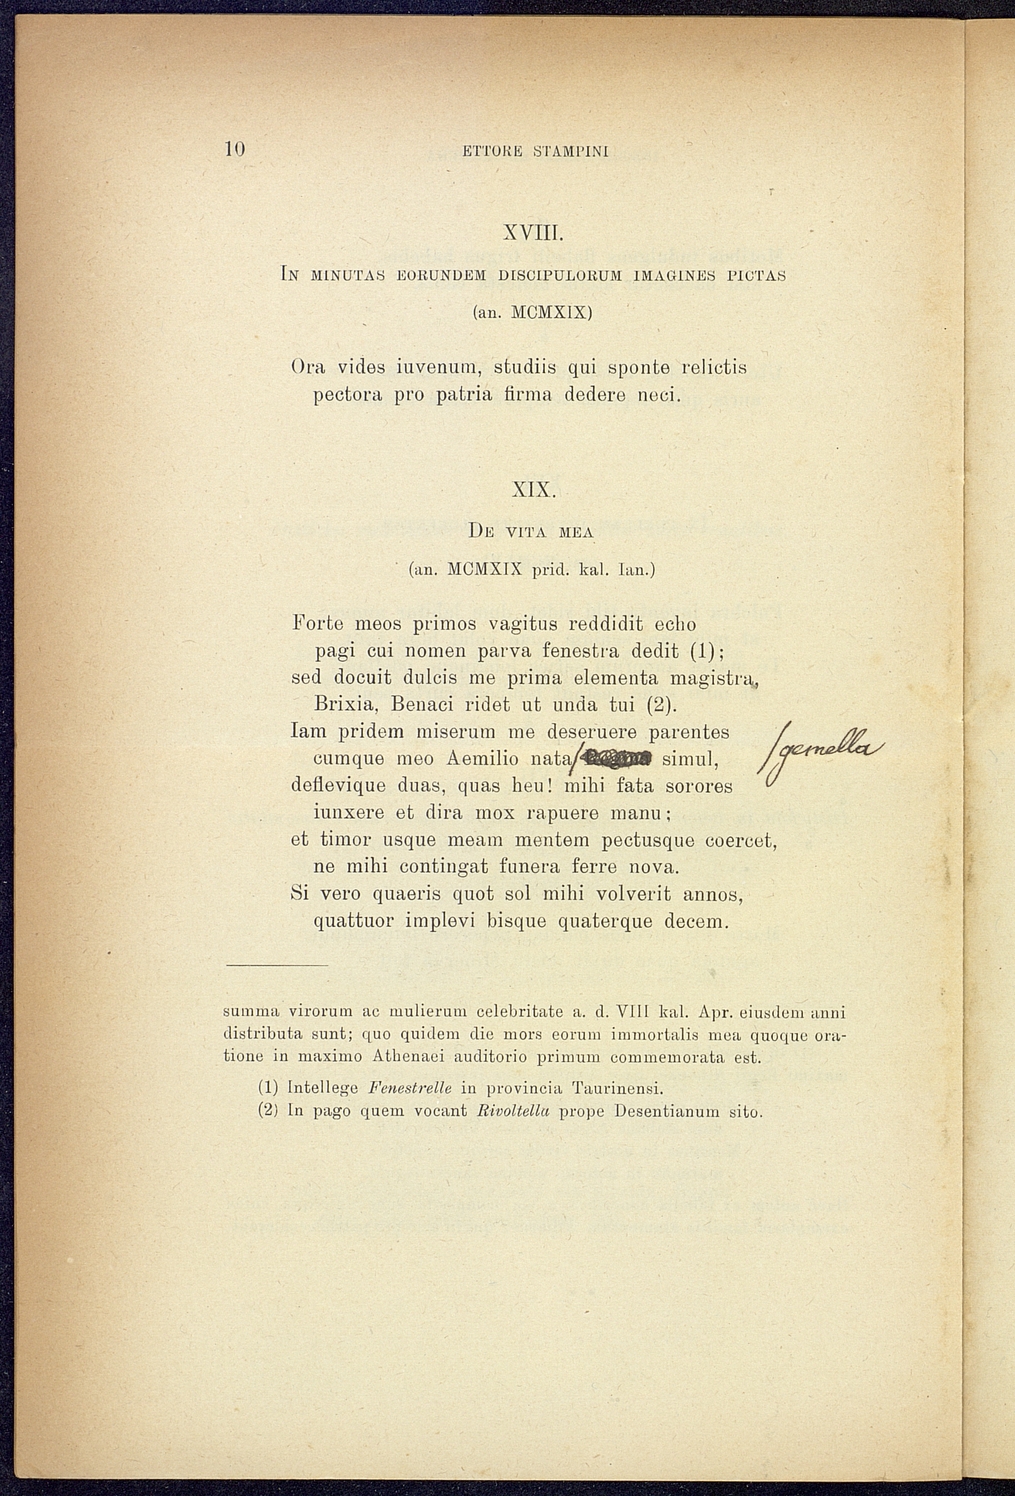 10
ETTORE STAMPINI
XVIII.
IN MINUTAS EORUNDEM DISCIPULORUM IMAGINES PICTAS
(an. MCMXIX)
Ora vides iuvenum, studiis qui sponte relictis
pectora pro patria firma dedere neci.
XIX.
DE VITA MEA
(an. MCMXIX prid. kal. Ian.)
Forte meos primos vagitus reddidit echo
pagi cui nomen parva fenestra dedit (1);
sed docuit dulcis me prima elementa magistra,
Brixia, Benaci ridet ut unda tui (2).
Iam pridem miserum me deseruere parentes
cumque meo Aemilio nata/ simul, /gemella
deflevique duas, quas heu! mihi fata sorores
iunxere et dira mox rapuere manu;
et timor usque meam mentem pectusque coercet,
ne mihi contingat funera ferre nova.
Si vero quaeris quot sol mihi volverit annos,
quattuor implevi bisque quaterque decem.
summa virorum ac mulierum celebritate a. d. VIII kal. Apr. eiusdem anni
distributa sunt; quo quidem die mors eorum immortalis mea quoque ora-
tione in maximo Athenaei auditorio primum commemorata est.
(1) Intellege Fenestrelle in provincia Taurinensi.
(2) In pago quem vocant Rivoltella prope Desentianum sito.